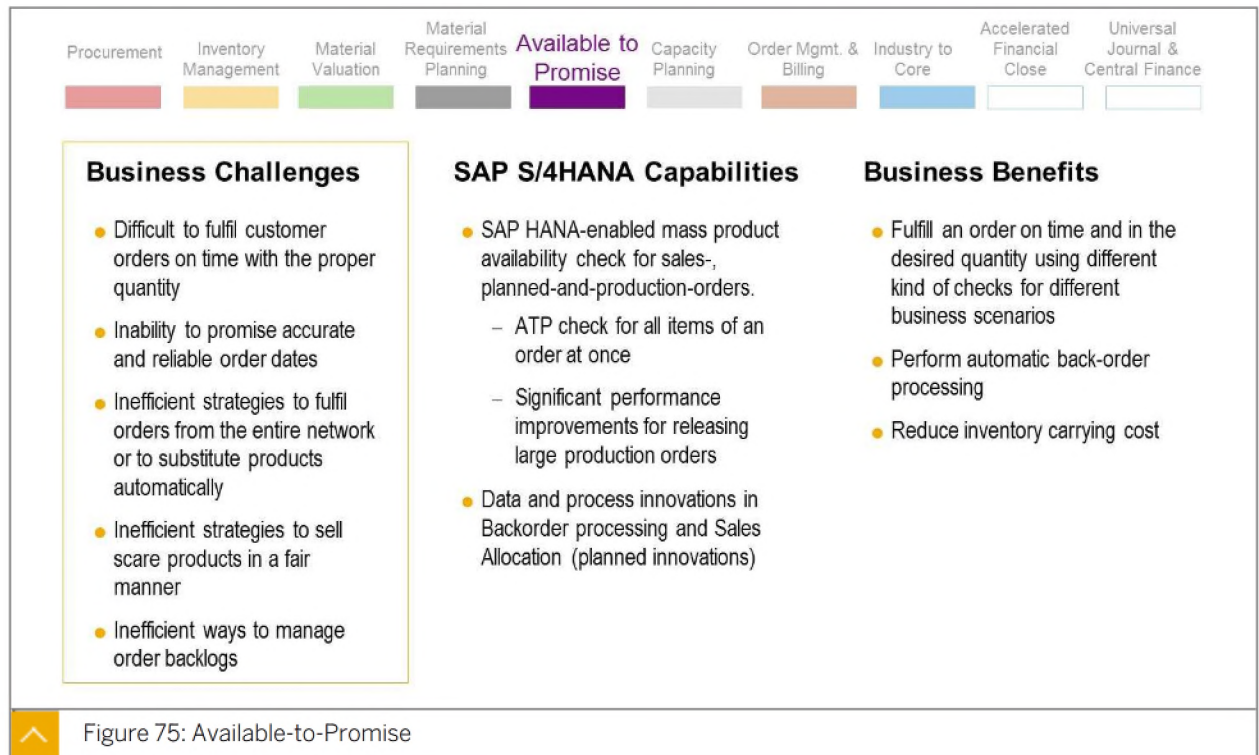 Procurement
Inventory
Management
Material
Valuation
Material
Requirements
Planning
Available to
Promise
Capacity
Planning
Order Mgmt. &
Billing
Industry to
Core
Accelerated
Financial
Close
Universal
Journal &
Central Finance
Business Challenges
Difficult to fulfil customer
orders on time with the proper
quantity
Inability to promise accurate
and reliable order dates
Inefficient strategies to fulfil
orders from the entire network
or to substitute products
automatically
Inefficient strategies to sell
scare products in a fair
manner
Inefficient ways to manage
order backlogs
SAP S/4HANA Capabilities
SAP HANA-enabled mass product
availability check for sales-,
planned-and-production-orders.
– ATP check for all items of an
order at once
– Significant performance
improvements for releasing
large production orders
Data and process innovations in
Backorder processing and Sales
Allocation (planned innovations)
Business Benefits
Fulfill an order on time and in the
desired quantity using different
kind of checks for different
business scenarios
Perform automatic back-order
processing
Reduce inventory carrying cost
Figure 75: Available-to-Promise